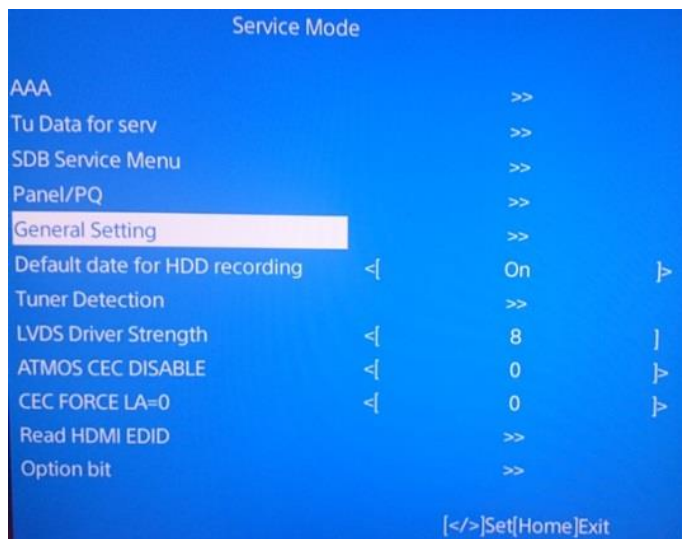 Service Mode
AAA >>
Tu Data for serv >>
SDB Service Menu >>
Panel/PQ >>
General Setting >>
Default date for HDD recording <[ On ]>
Tuner Detection >>
LVDS Driver Strength <[ 8 ]
ATMOS CEC DISABLE <[ 0 ]>
CEC FORCE LA=0 <[ 0 ]>
Read HDMI EDID >>
Option bit >>
[</>]Set[Home]Exit